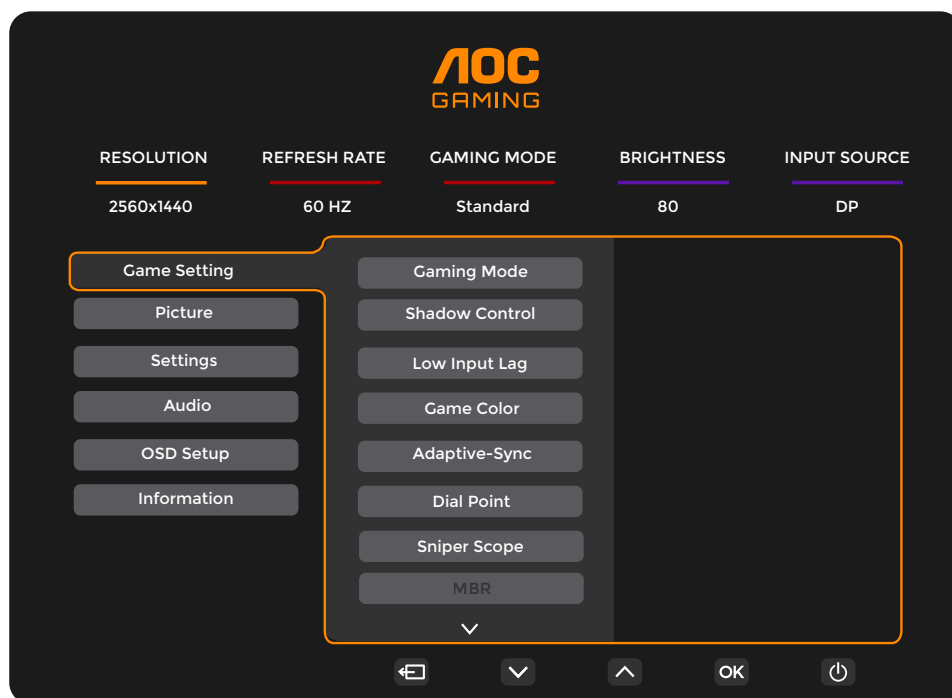 AOC
GAMING
RESOLUTION REFRESH RATE GAMING MODE BRIGHTNESS INPUT SOURCE
2560x1440 60 HZ Standard 80 DP
Game Setting
Picture
Settings
Audio
OSD Setup
Information
Gaming Mode
Shadow Control
Low Input Lag
Game Color
Adaptive-Sync
Dial Point
Sniper Scope
MBR
OK